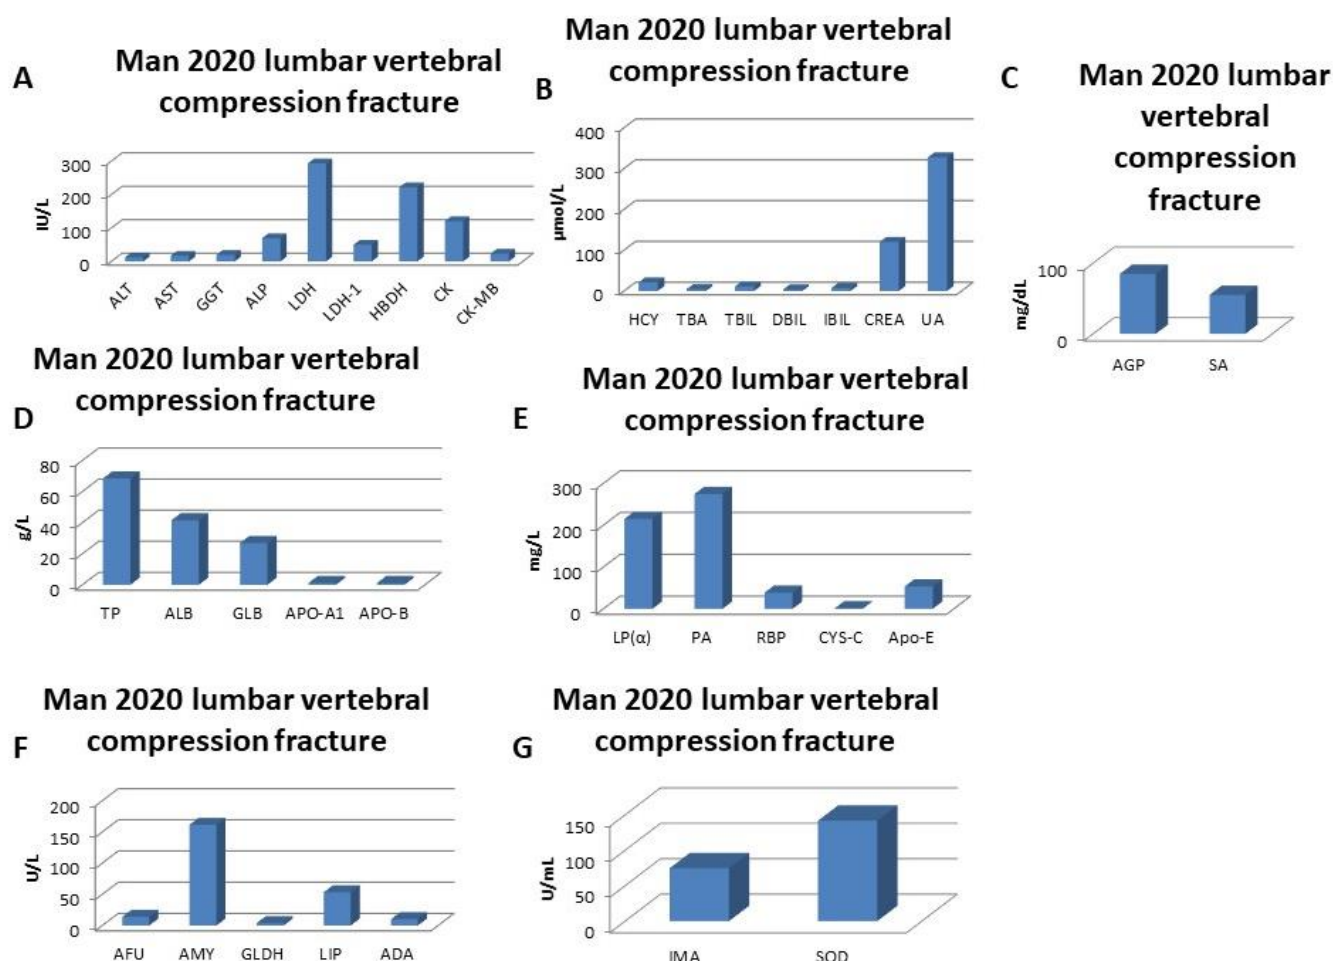 A
Man 2020 lumbar vertebral
compression fracture
IU/L
300
200
100
0
ALT AST GGT ALP LDH LDH-1 HBDH CK CK-MB
B
Man 2020 lumbar vertebral
compression fracture
µmol/L
400
300
200
100
0
HCY TBA TBIL DBIL IBIL CREA UA
C
Man 2020 lumbar
vertebral
compression
fracture
mg/dL
100
0
AGP SA
D
Man 2020 lumbar vertebral
compression fracture
g/L
80
60
40
20
0
TP ALB GLB APO-A1 APO-B
E
Man 2020 lumbar vertebral
compression fracture
mg/L
300
200
100
0
LP(α) PA RBP CYS-C Apo-E
F
Man 2020 lumbar vertebral
compression fracture
U/L
200
150
100
50
0
AFU AMY GLDH LIP ADA
G
Man 2020 lumbar vertebral
compression fracture
U/mL
150
100
50
0
IMA SOD